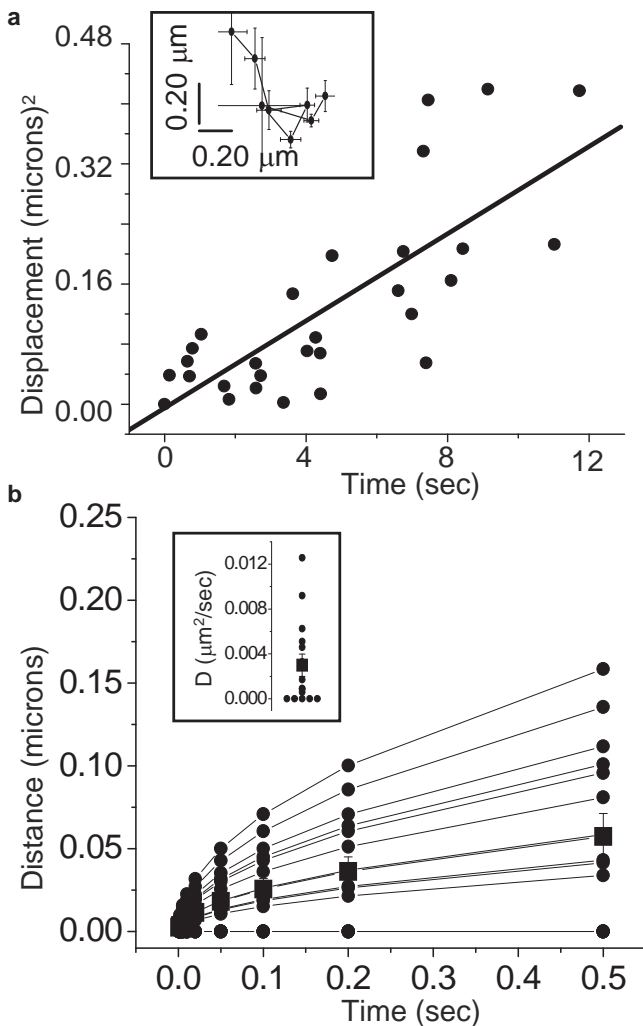 a
0.48
0.32
0.16
0.00
Displacement (microns)²
0.20 μm
0.20 μm
0
4
8
12
Time (sec)
b
0.25
0.20
0.15
0.10
0.05
0.00
Distance (microns)
0.012
0.008
0.004
0.000
D (μm²/sec)
0.0
0.1
0.2
0.3
0.4
0.5
Time (sec)